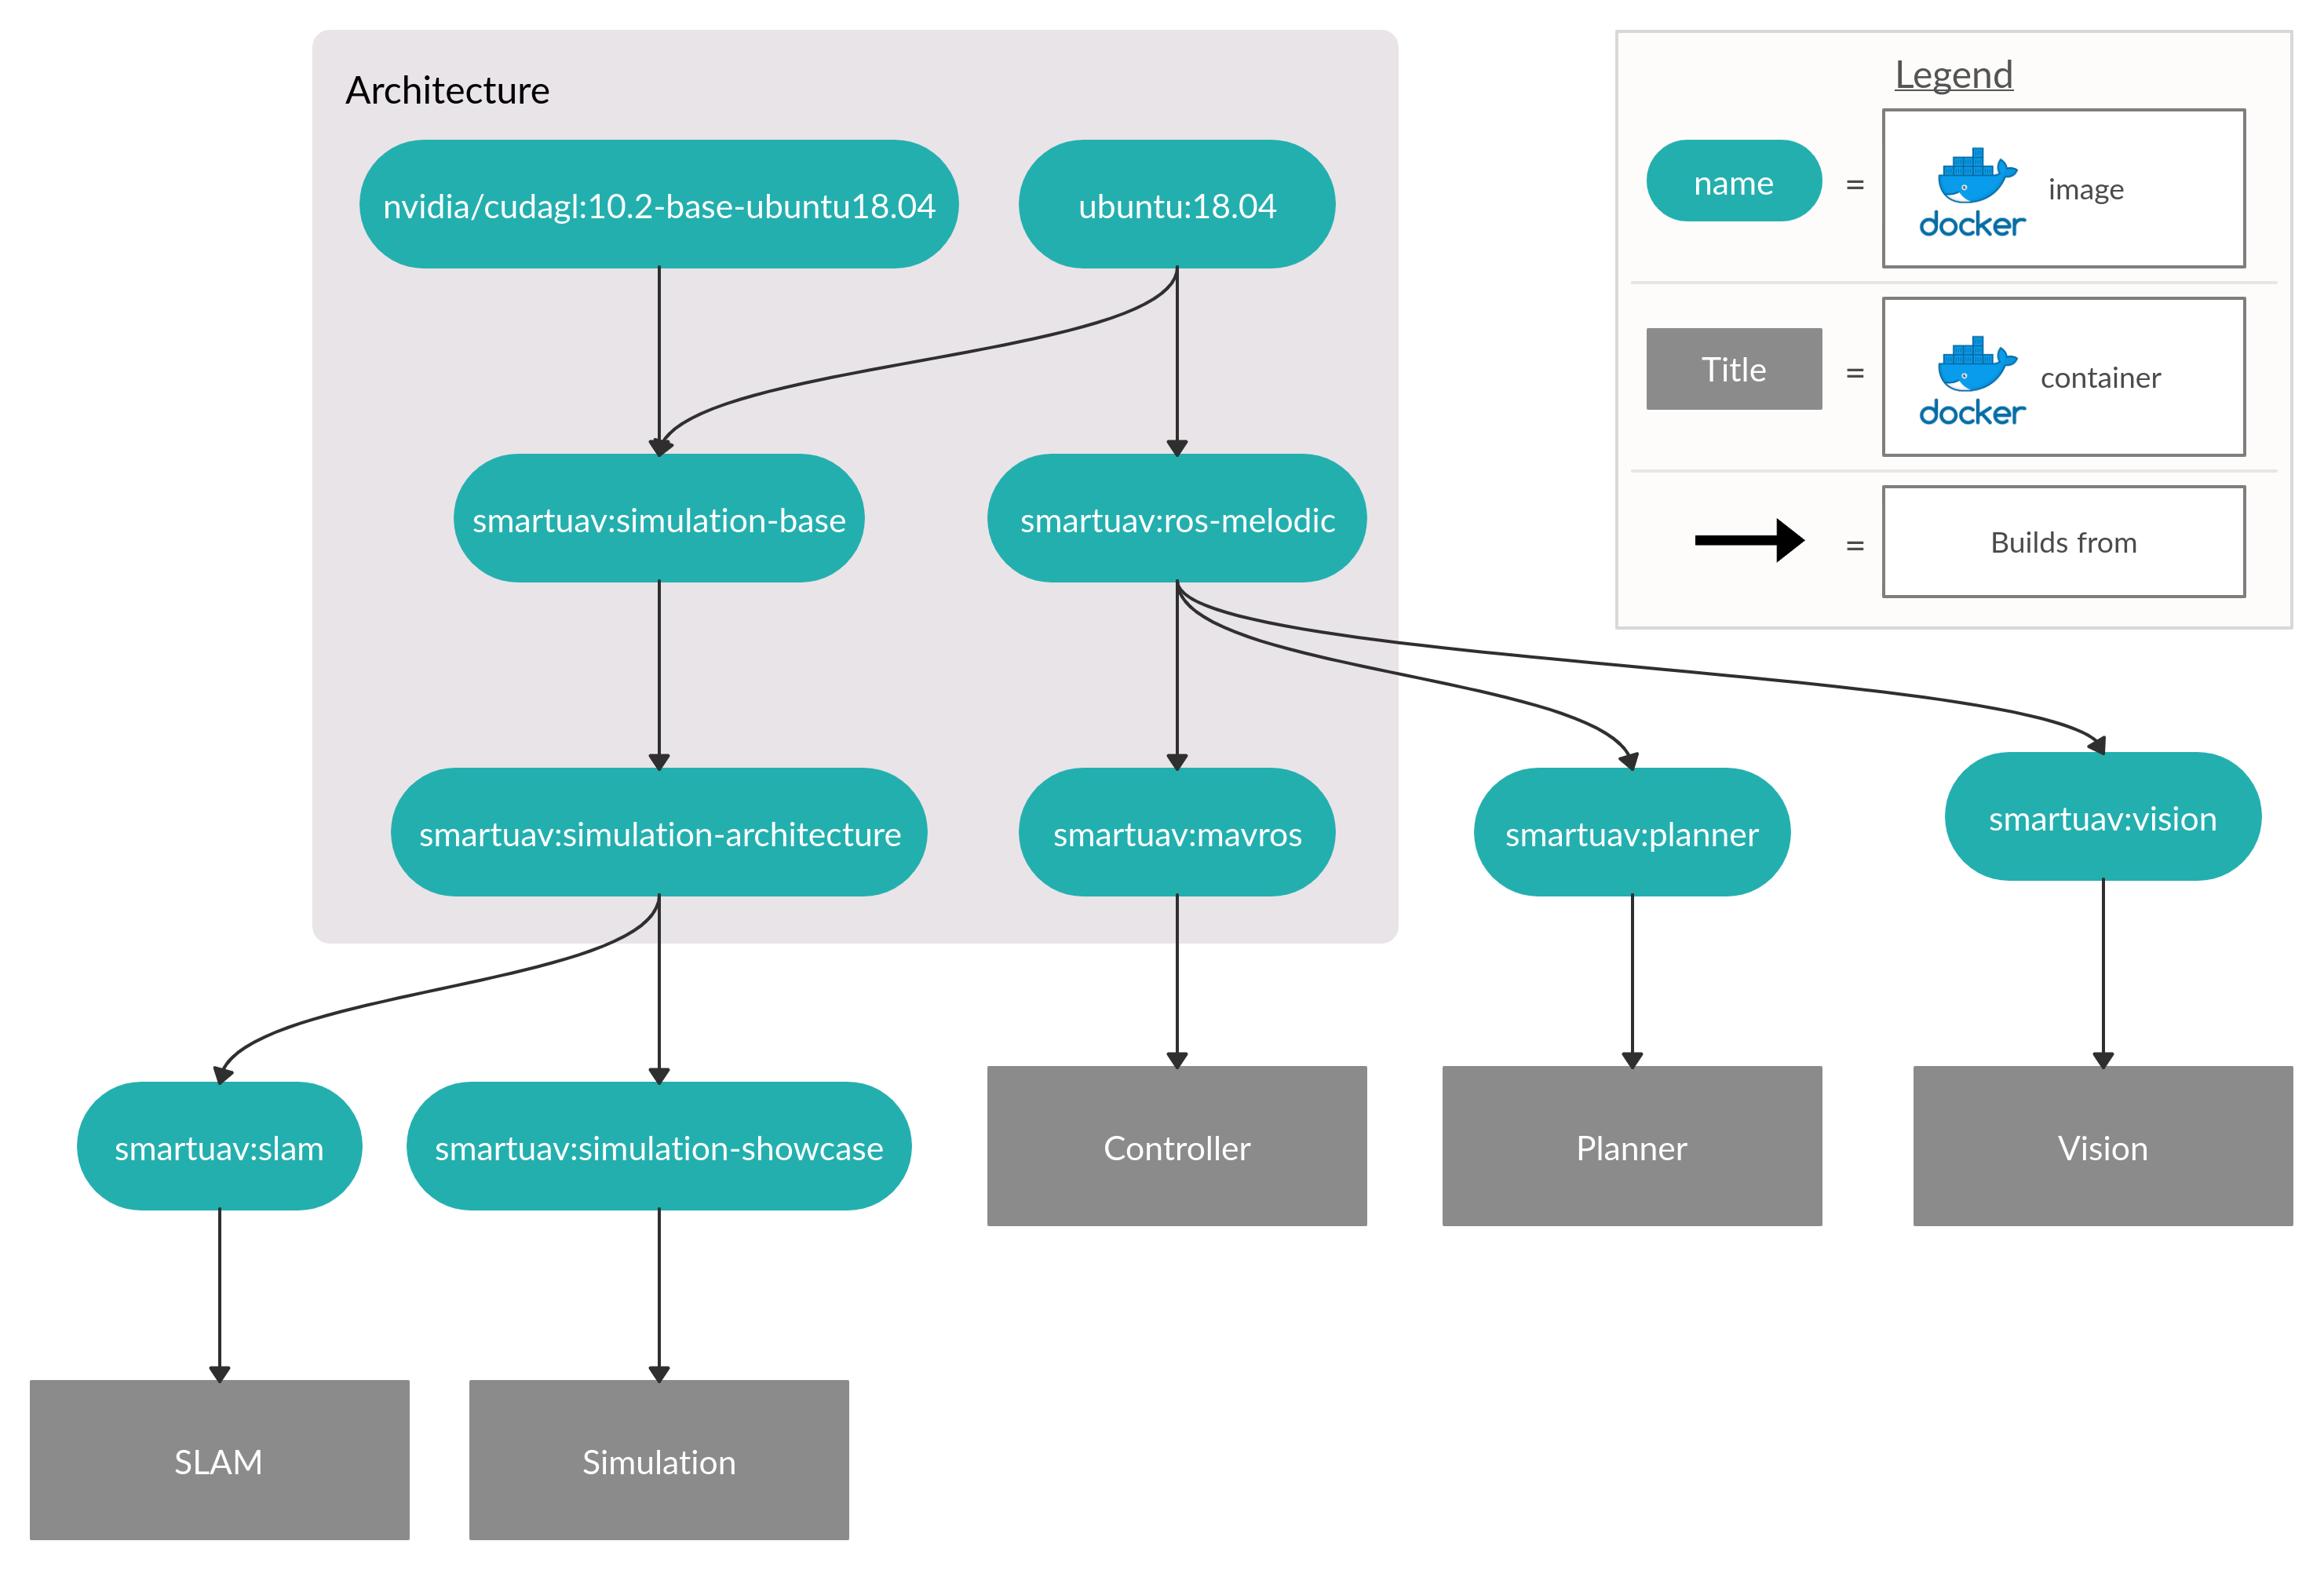 Architecture
nvidia/cudagl:10.2-base-ubuntu18.04
ubuntu:18.04
smartuav:simulation-base
smartuav:ros-melodic
smartuav:simulation-architecture
smartuav:mavros
smartuav:planner
smartuav:vision
smartuav:slam
smartuav:simulation-showcase
Controller
Planner
Vision
SLAM
Simulation
Legend
name
=
docker
image
Title
=
docker
container
=
Builds from